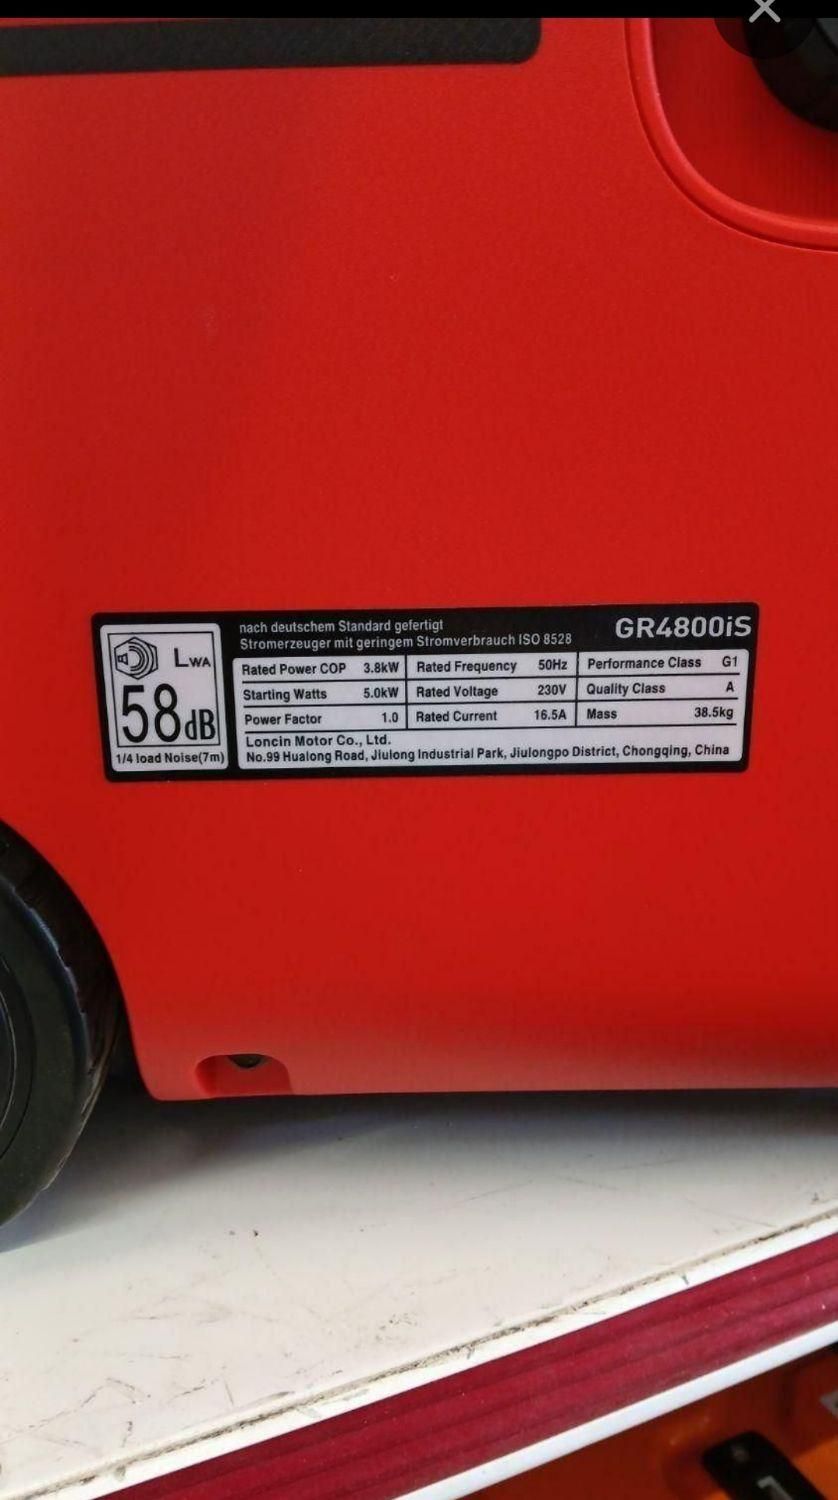 nach deutschem Standard gefertigt
Stromerzeuger mit geringem Stromverbrauch ISO 8528
GR4800iS
LWA
58dB
1/4 load Noise(7m)
Rated Power COP 3.8kW Rated Frequency 50Hz Performance Class G1
Starting Watts 5.0kW Rated Voltage 230V Quality Class A
Power Factor 1.0 Rated Current 16.5A Mass 38.5kg
Loncin Motor Co., Ltd.
No.99 Hualong Road, Jiulong Industrial Park, Jiulongpo District, Chongqing, China